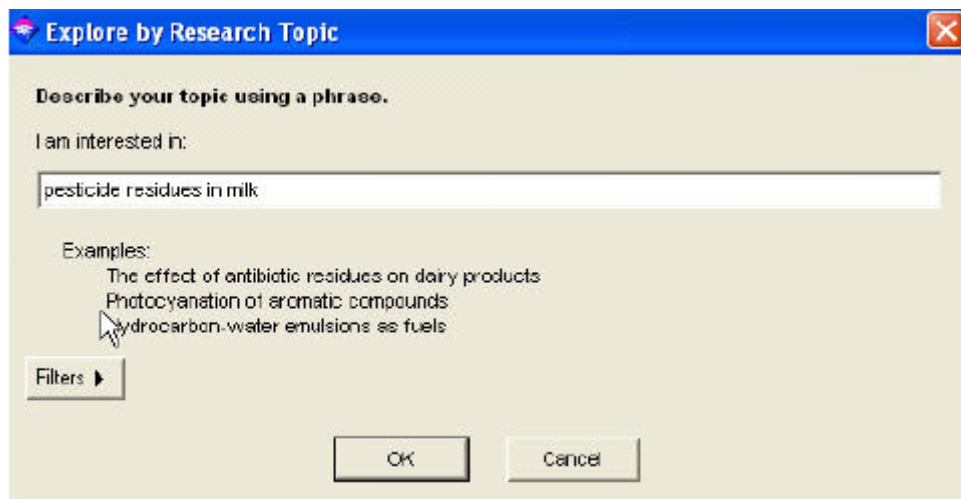 Explore by Research Topic
Describe your topic using a phrase.
I am interested in:
pesticide residues in milk
Examples:
The effect of antibiotic residues on dairy products
Photocyanation of aromatic compounds
Hydrocarbon-water emulsions as fuels
Filters
OK
Cancel